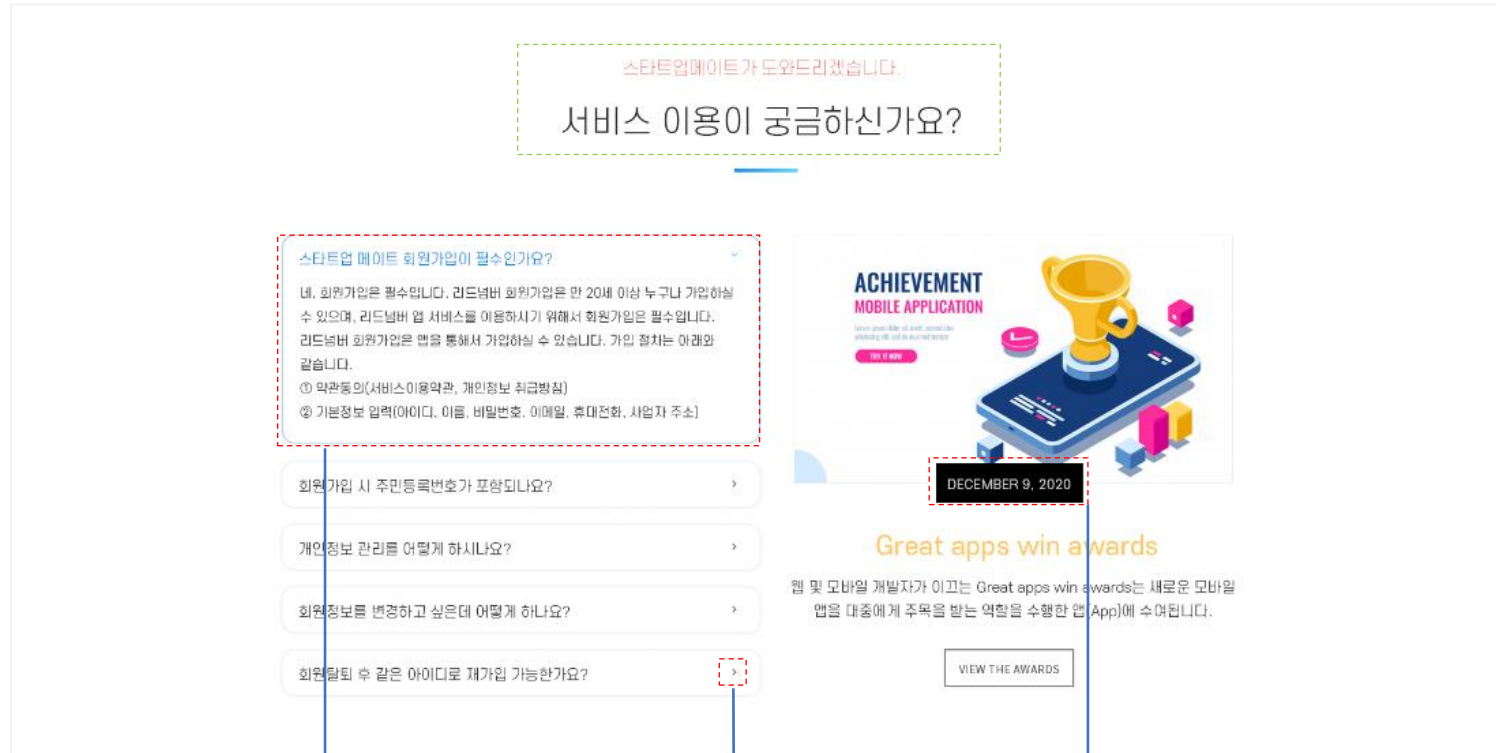 스타트업메이트가 도와드리겠습니다.
서비스 이용이 궁금하신가요?
스타트업 메이트 회원가입이 필수인가요?
네, 회원가입은 필수입니다. 리드넘버 회원가입은 만 20세 이상 누구나 가입하실
수 있으며, 리드넘버 앱 서비스를 이용하시기 위해서 회원가입은 필수입니다.
리드넘버 회원가입은 앱을 통해서 가입하실 수 있습니다. 가입 절차는 아래와
같습니다.
① 약관동의(서비스이용약관, 개인정보 취급방침)
② 기본정보 입력(아이디, 이름, 비밀번호, 이메일, 휴대전화, 사업자 주소)
회원가입 시 주민등록번호가 포함되나요?
개인정보 관리를 어떻게 하시나요?
회원정보를 변경하고 싶은데 어떻게 하나요?
회원탈퇴 후 같은 아이디로 재가입 가능한가요?
ACHIEVEMENT
MOBILE APPLICATION
TRY IT NOW
DECEMBER 9, 2020
Great apps win awards
웹 및 모바일 개발자가 이끄는 Great apps win awards는 새로운 모바일
앱을 대중에게 주목을 받는 역할을 수행한 앱(App)에 수여됩니다.
VIEW THE AWARDS